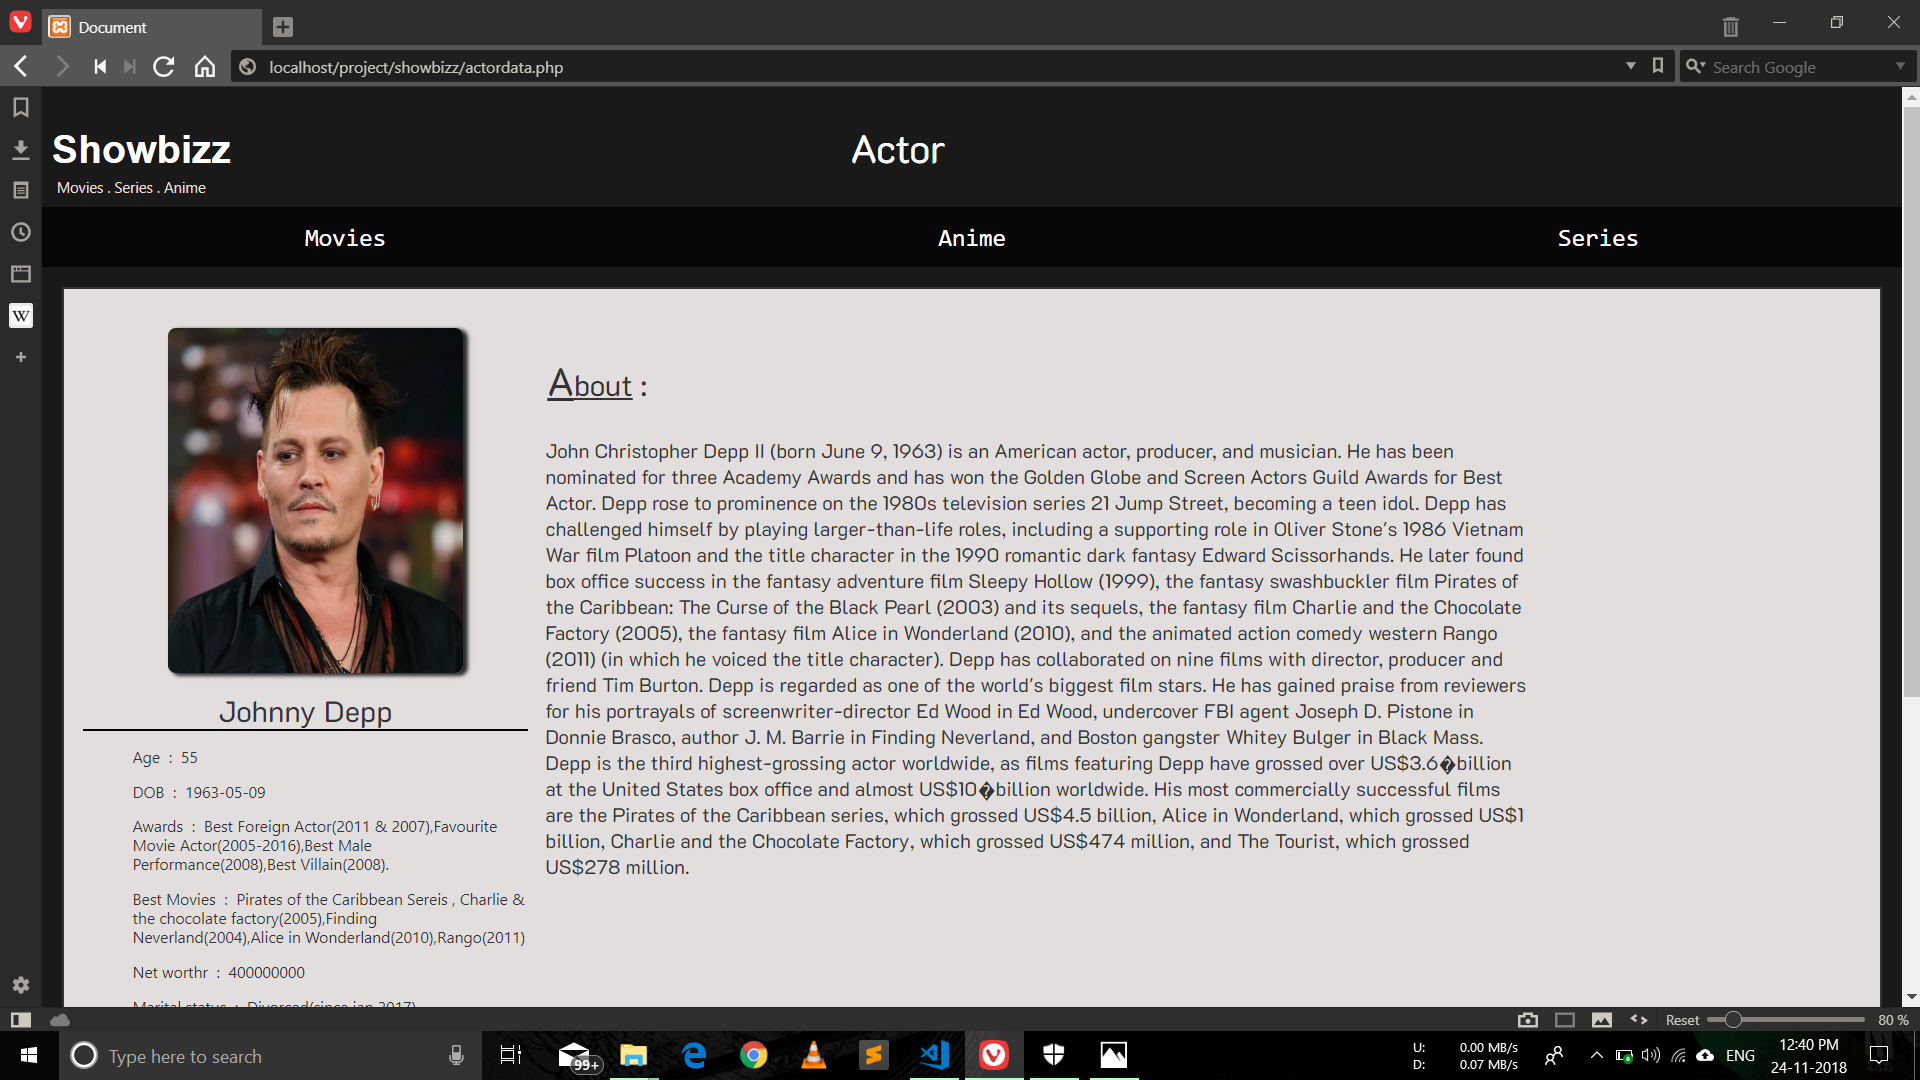 Document
localhost/project/showbizz/actordata.php
Search Google
Showbizz
Actor
Movies . Series . Anime
Movies
Anime
Series
W
About :
John Christopher Depp II (born June 9, 1963) is an American actor, producer, and musician. He has been
nominated for three Academy Awards and has won the Golden Globe and Screen Actors Guild Awards for Best
Actor. Depp rose to prominence on the 1980s television series 21 Jump Street, becoming a teen idol. Depp has
challenged himself by playing larger-than-life roles, including a supporting role in Oliver Stone's 1986 Vietnam
War film Platoon and the title character in the 1990 romantic dark fantasy Edward Scissorhands. He later found
box office success in the fantasy adventure film Sleepy Hollow (1999), the fantasy swashbuckler film Pirates of
the Caribbean: The Curse of the Black Pearl (2003) and its sequels, the fantasy film Charlie and the Chocolate
Factory (2005), the fantasy film Alice in Wonderland (2010), and the animated action comedy western Rango
(2011) (in which he voiced the title character). Depp has collaborated on nine films with director, producer and
friend Tim Burton. Depp is regarded as one of the world's biggest film stars. He has gained praise from reviewers
for his portrayals of screenwriter-director Ed Wood in Ed Wood, undercover FBI agent Joseph D. Pistone in
Donnie Brasco, author J. M. Barrie in Finding Neverland, and Boston gangster Whitey Bulger in Black Mass.
Depp is the third highest-grossing actor worldwide, as films featuring Depp have grossed over US$3.6�billion
at the United States box office and almost US$10�billion worldwide. His most commercially successful films
are the Pirates of the Caribbean series, which grossed US$4.5 billion, Alice in Wonderland, which grossed US$1
billion, Charlie and the Chocolate Factory, which grossed US$474 million, and The Tourist, which grossed
US$278 million.
Johnny Depp
Age : 55
DOB : 1963-05-09
Awards : Best Foreign Actor(2011 & 2007),Favourite
Movie Actor(2005-2016),Best Male
Performance(2008),Best Villain(2008).
Best Movies : Pirates of the Caribbean Sereis , Charlie &
the chocolate factory(2005),Finding
Neverland(2004),Alice in Wonderland(2010),Rango(2011)
Net worthr : 400000000
Marital status : Divorced(since jan 2017)
Reset
80 %
Type here to search
99+
U: 0.00 MB/s
D: 0.07 MB/s
ENG
12:40 PM
24-11-2018